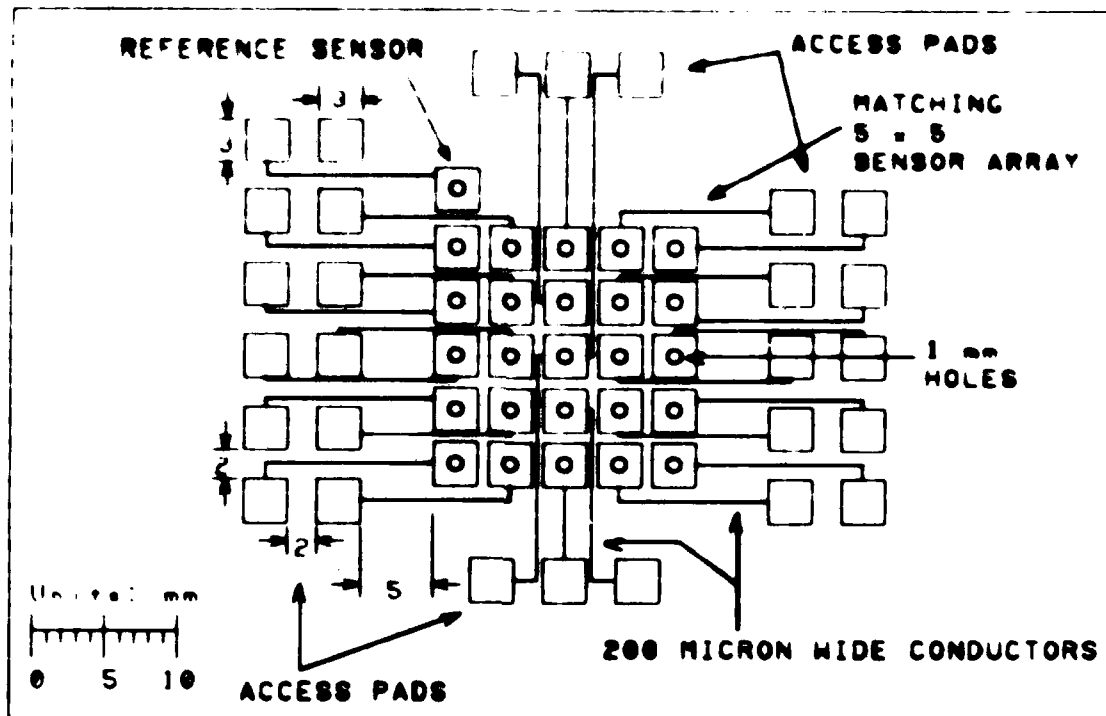 REFERENCE SENSOR
ACCESS PADS
MATCHING
5 × 5
SENSOR ARRAY
3
3
1 mm
HOLES
2
2
5
Units: mm
0 5 10
200 MICRON WIDE CONDUCTORS
ACCESS PADS